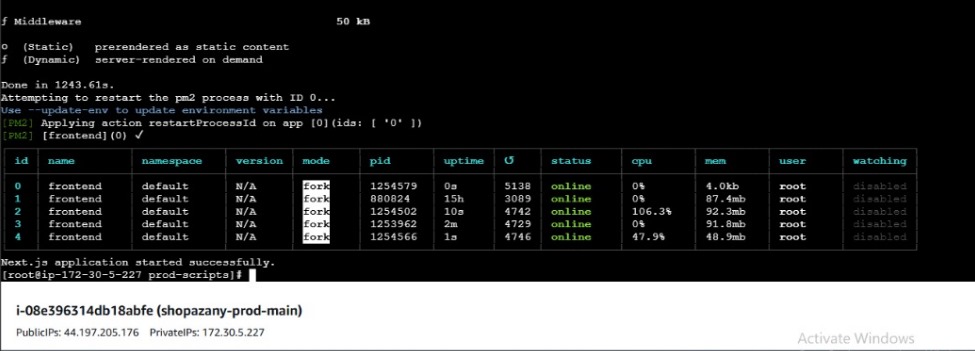 ƒ Middleware 50 kB
o (Static) prerendered as static content
ƒ (Dynamic) server-rendered on demand
Done in 1243.61s.
Attempting to restart the pm2 process with ID 0...
Use --update-env to update environment variables
[PM2] Applying action restartProcessId on app [0](ids: [ '0' ])
[PM2] [frontend](0) ✓
id name namespace version mode pid uptime ↺ status cpu mem user watching
0 frontend default N/A fork 1254579 0s 5138 online 0% 4.0kb root disabled
1 frontend default N/A fork 880824 15h 3089 online 0% 87.4mb root disabled
2 frontend default N/A fork 1254502 10s 4742 online 106.3% 92.3mb root disabled
3 frontend default N/A fork 1253962 2m 4729 online 0% 91.8mb root disabled
4 frontend default N/A fork 1254566 1s 4746 online 47.9% 48.9mb root disabled
Next.js application started successfully.
[root@ip-172-30-5-227 prod-scripts]#
i-08e396314db18abfe (shopazany-prod-main)
PublicIPs: 44.197.205.176 PrivateIPs: 172.30.5.227
Activate Windows